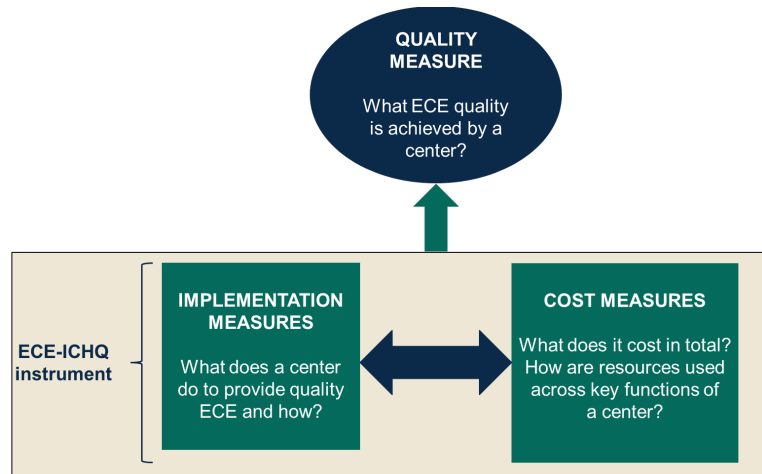 QUALITY
MEASURE
What ECE quality
is achieved by a
center?
ECE-ICHQ
instrument
IMPLEMENTATION
MEASURES
What does a center
do to provide quality
ECE and how?
COST MEASURES
What does it cost in total?
How are resources used
across key functions of
a center?